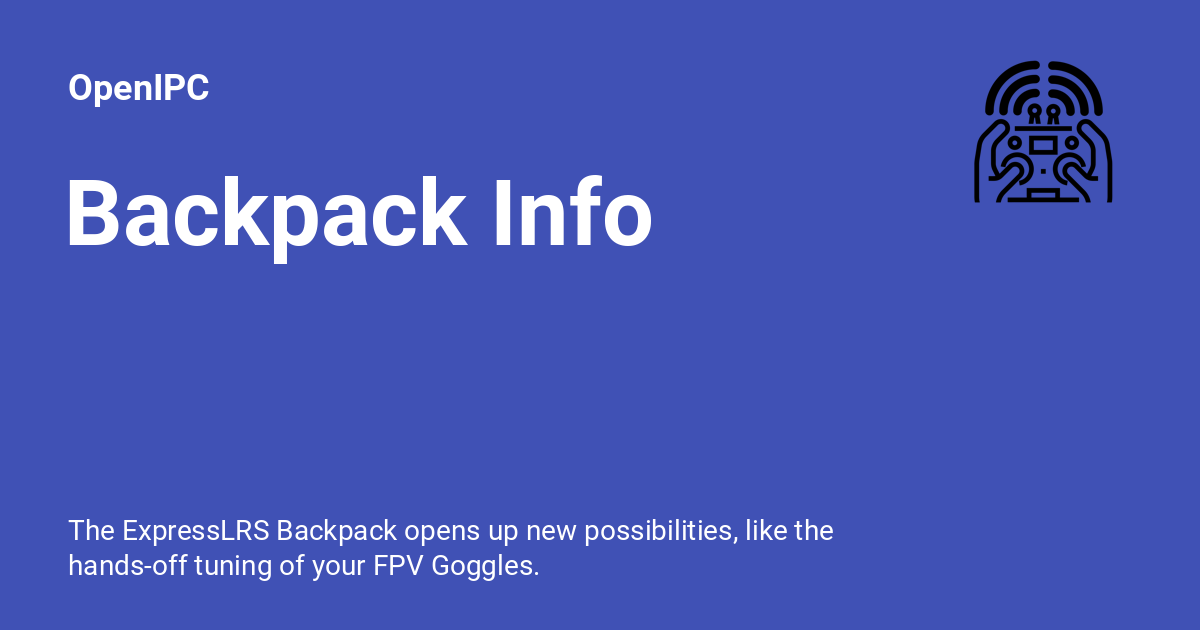 OpenIPC
Backpack Info
The ExpressLRS Backpack opens up new possibilities, like the
hands-off tuning of your FPV Goggles.